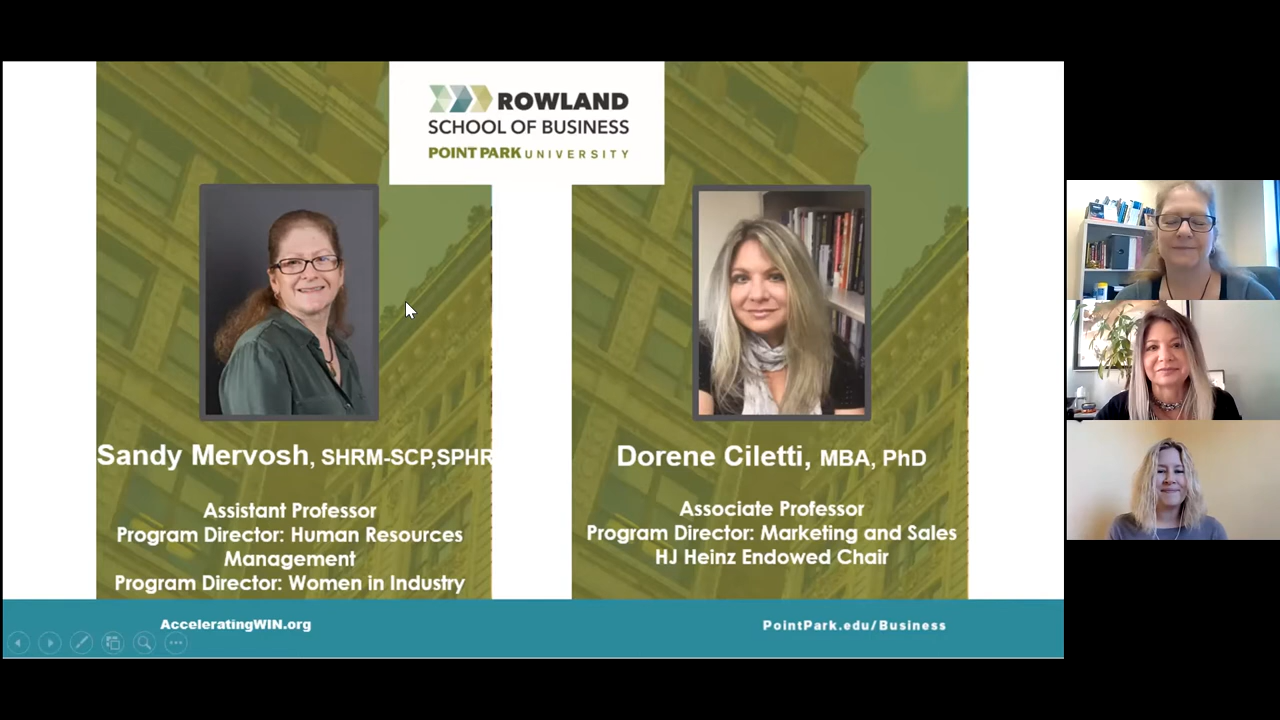 ROWLAND
SCHOOL OF BUSINESS
POINT PARK UNIVERSITY
Sandy Mervosh, SHRM-SCP,SPHR
Assistant Professor
Program Director: Human Resources
Management
Program Director: Women in Industry
Dorene Ciletti, MBA, PhD
Associate Professor
Program Director: Marketing and Sales
HJ Heinz Endowed Chair
AcceleratingWIN.org
PointPark.edu/Business